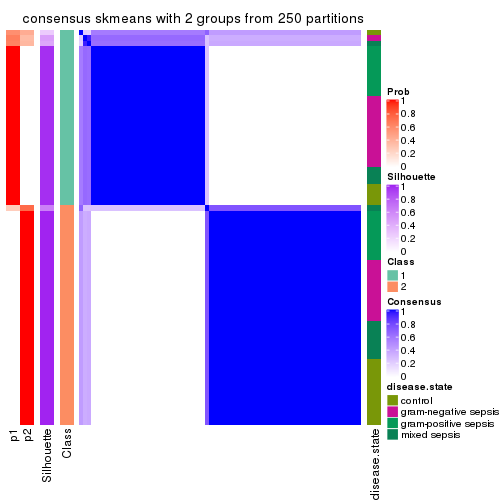 consensus skmeans with 2 groups from 250 partitions
Prob
1
0.8
0.6
0.4
0.2
0
Silhouette
1
0.8
0.6
0.4
0.2
0
Class
1
2
Consensus
1
0.8
0.6
0.4
0.2
0
disease.state
control
gram-negative sepsis
gram-positive sepsis
mixed sepsis
p1
p2
Silhouette
Class
disease.state